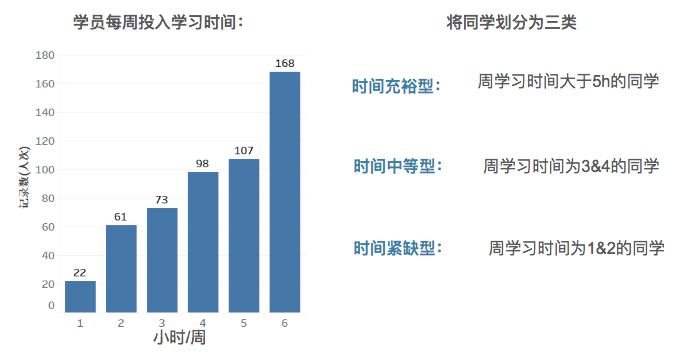 学员每周投入学习时间：
180
160
140
120
100
80
60
40
20
0
记录数(人次)
22
61
73
98
107
168
1 2 3 4 5 6
小时/周
将同学划分为三类
时间充裕型： 周学习时间大于5h的同学
时间中等型： 周学习时间为3&4的同学
时间紧缺型： 周学习时间为1&2的同学